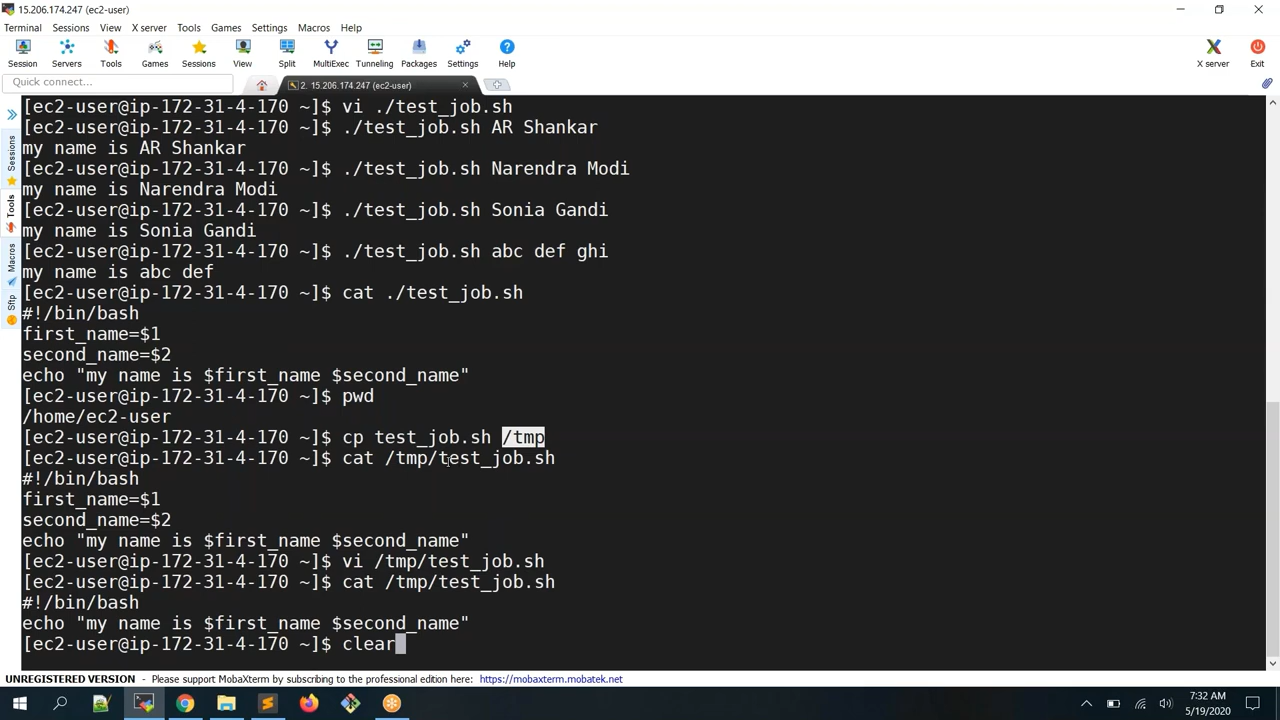 15.206.174.247 (ec2-user)
Terminal Sessions View X server Tools Games Settings Macros Help
Session Servers Tools Games Sessions View Split MultiExec Tunneling Packages Settings Help X server Exit
Quick connect...
2. 15.206.174.247 (ec2-user)
Sessions
Tools
Macros
Sftp
[ec2-user@ip-172-31-4-170 ~]$ vi ./test_job.sh
[ec2-user@ip-172-31-4-170 ~]$ ./test_job.sh AR Shankar
my name is AR Shankar
[ec2-user@ip-172-31-4-170 ~]$ ./test_job.sh Narendra Modi
my name is Narendra Modi
[ec2-user@ip-172-31-4-170 ~]$ ./test_job.sh Sonia Gandi
my name is Sonia Gandi
[ec2-user@ip-172-31-4-170 ~]$ ./test_job.sh abc def ghi
my name is abc def
[ec2-user@ip-172-31-4-170 ~]$ cat ./test_job.sh
#!/bin/bash
first_name=$1
second_name=$2
echo "my name is $first_name $second_name"
[ec2-user@ip-172-31-4-170 ~]$ pwd
/home/ec2-user
[ec2-user@ip-172-31-4-170 ~]$ cp test_job.sh /tmp
[ec2-user@ip-172-31-4-170 ~]$ cat /tmp/test_job.sh
#!/bin/bash
first_name=$1
second_name=$2
echo "my name is $first_name $second_name"
[ec2-user@ip-172-31-4-170 ~]$ vi /tmp/test_job.sh
[ec2-user@ip-172-31-4-170 ~]$ cat /tmp/test_job.sh
#!/bin/bash
echo "my name is $first_name $second_name"
[ec2-user@ip-172-31-4-170 ~]$ clear
UNREGISTERED VERSION - Please support MobaXterm by subscribing to the professional edition here: https://mobaxterm.mobatek.net
7:32 AM
5/19/2020